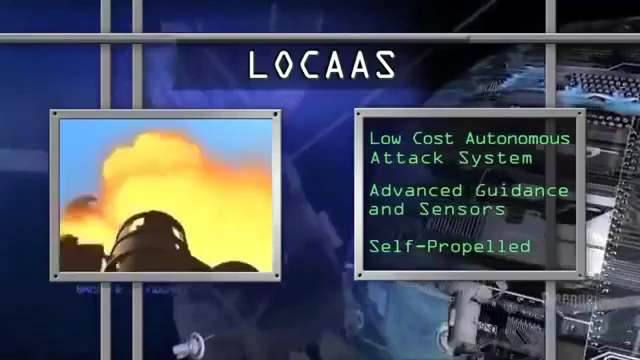 LOCAAS
Low Cost Autonomous
Attack System
Advanced Guidance
and Sensors
Self-Propelled